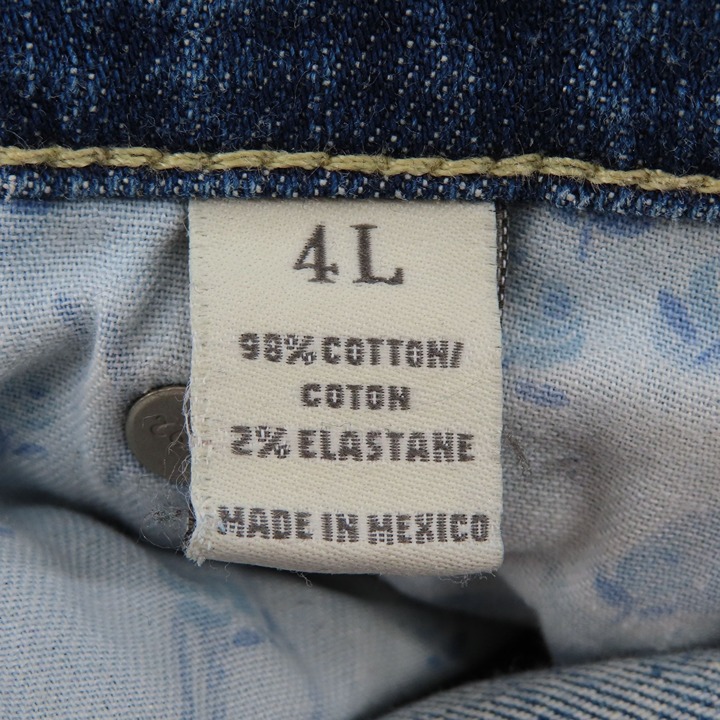 4L
98% COTTON/
COTON
2% ELASTANE
MADE IN MEXICO